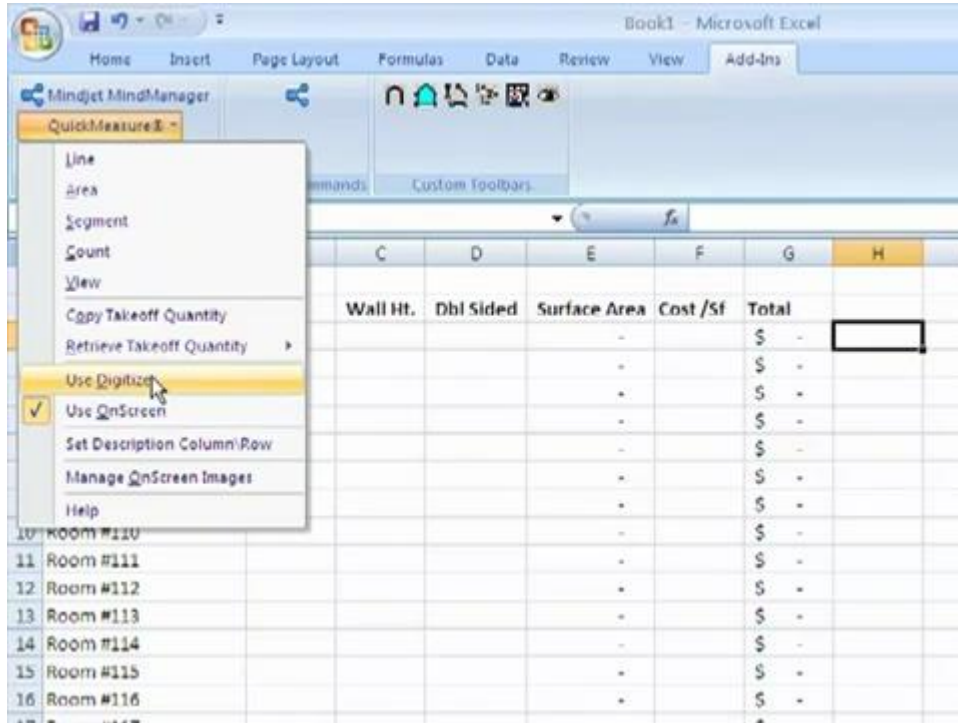 Book1 - Microsoft Excel
Home Insert Page Layout Formulas Data Review View Add-Ins
Mindjet MindManager
QuickMeasure®
Line
Area
Segment
Count
View
Copy Takeoff Quantity
Retrieve Takeoff Quantity
Use Digitizer
Use OnScreen
Set Description Column\Row
Manage OnScreen Images
Help
Custom Toolbars
fx
C D E F G H
Wall Ht. Dbl Sided Surface Area Cost /Sf Total
- $ -
- $ -
- $ -
- $ -
- $ -
- $ -
- $ -
10 Room #110 - $ -
11 Room #111 - $ -
12 Room #112 - $ -
13 Room #113 - $ -
14 Room #114 - $ -
15 Room #115 - $ -
16 Room #116 - $ -